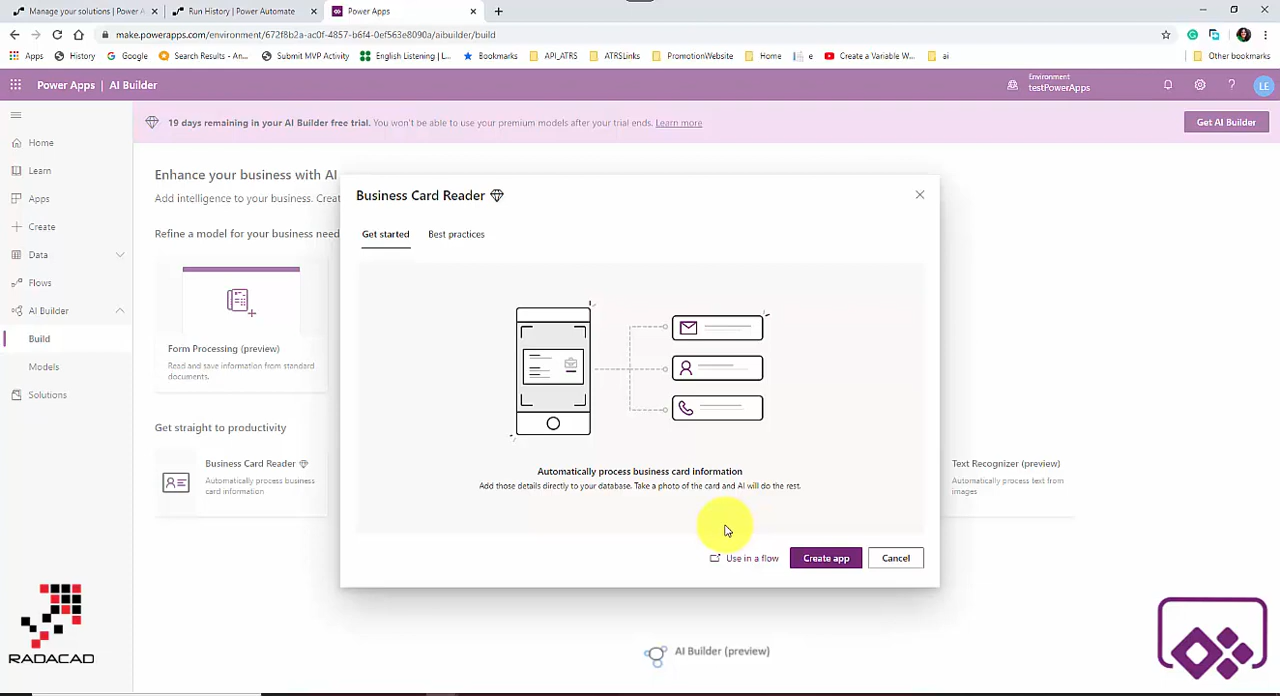 Manage your solutions | Power A
Run History | Power Automate
Power Apps
make.powerapps.com/environment/672f8b2a-ac0f-4857-b6f4-0ef563e8090a/aibuilder/build
Apps
History
Google
Search Results - An...
Submit MVP Activity
English Listening | L...
Bookmarks
API_ATRS
ATRSLinks
PromotionWebsite
Home
e
Create a Variable W...
ai
Other bookmarks
Power Apps | AI Builder
Environment
testPowerApps
LE
19 days remaining in your AI Builder free trial. You won't be able to use your premium models after your trial ends. Learn more
Get AI Builder
Home
Learn
Apps
Create
Data
Flows
AI Builder
Build
Models
Solutions
Enhance your business with AI
Add intelligence to your business. Crea
Refine a model for your business need
Form Processing (preview)
Read and save information from standard
documents.
Get straight to productivity
Business Card Reader
Automatically process business
card information
Business Card Reader
Get started
Best practices
Automatically process business card information
Add those details directly to your database. Take a photo of the card and AI will do the rest.
Use in a flow
Create app
Cancel
Text Recognizer (preview)
Automatically process text from
images
AI Builder (preview)
RADACAD